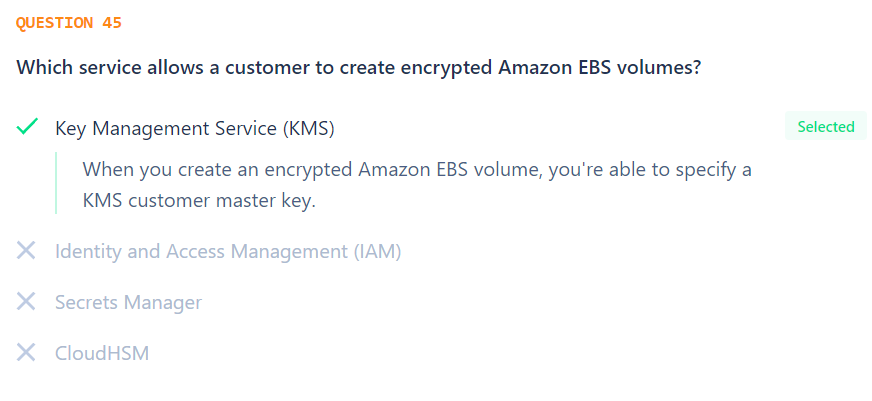 QUESTION 45
Which service allows a customer to create encrypted Amazon EBS volumes?
Key Management Service (KMS)
Selected
When you create an encrypted Amazon EBS volume, you're able to specify a
KMS customer master key.
Identity and Access Management (IAM)
Secrets Manager
CloudHSM